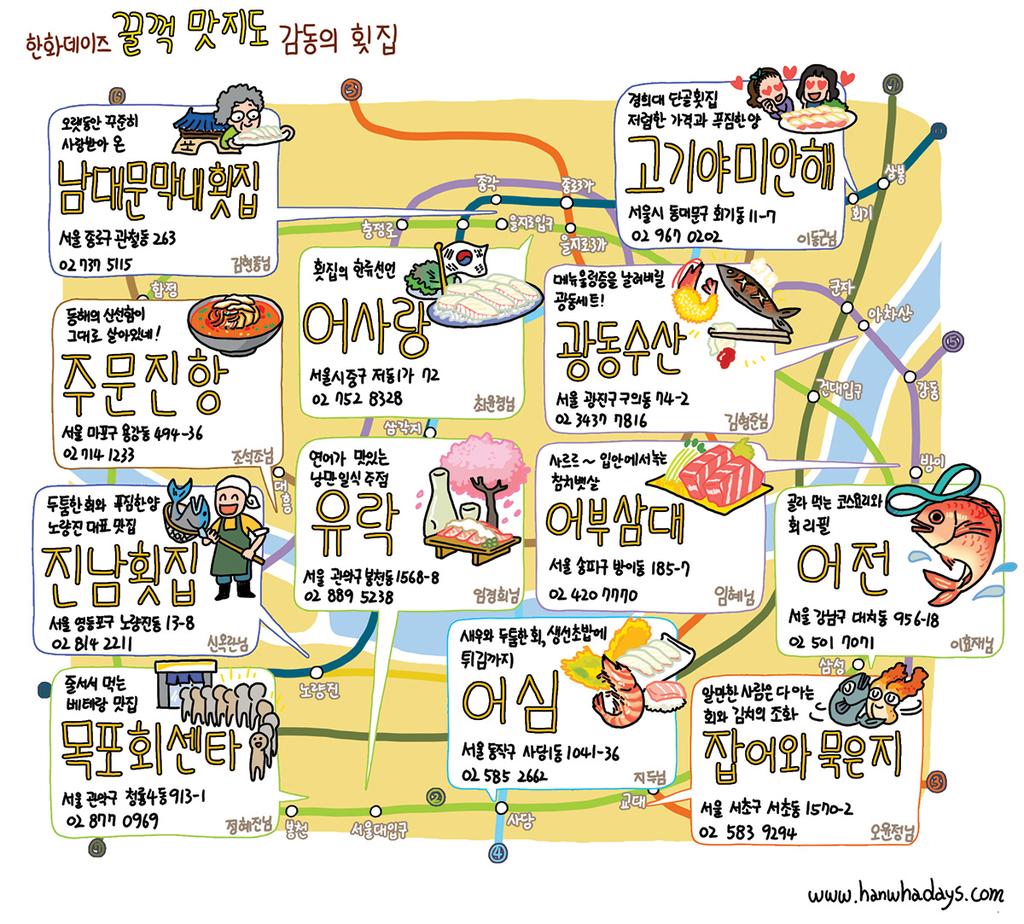 한화데이즈 꿀꺽 맛지도 감동의 횟집
오랫동안 꾸준히
사랑받아 온
남대문막내횟집
서울 종로구 관철동 263
02 737 5115
김현종님
경희대 단골횟집
저렴한 가격과 푸짐한 양
고기야미안해
서울시 동대문구 회기동 11-7
02 967 0202
이동근님
종각
종로3가
충정로
을지로입구
을지로3가
상봉
회기
합정
동해의 신선함이
그대로 살아있네!
주문진항
서울 마포구 용강동 494-36
02 714 1233
조석조님
대흥
횟집의 한류선언
어사랑
서울시 중구 저동1가 72
02 752 8328
최윤경님
삼각지
메뉴울렁증을 날려버릴
광동세트!
광동수산
서울 광진구 구의동 74-2
02 3437 7816
김형준님
군자
아차산
⑤
건대입구
강동
방이
두툼한 회와 푸짐한 양
노량진 대표 맛집
진남횟집
서울 영등포구 노량진동 13-8
02 814 2211
신옥란님
노량진
연어가 맛있는
낭만 일식 주점
유락
서울 관악구 봉천동 1568-8
02 889 5238
엄경희님
사르르~ 입안에서 녹는
참치뱃살
어부삼대
서울 송파구 방이동 185-7
02 420 7770
임혜님
골라 먹는 코스요리와
회 리필
어전
서울 강남구 대치동 956-18
02 501 7071
이효재님
삼성
줄서서 먹는
베테랑 맛집
목포회센타
서울 관악구 청룡4동 913-1
02 877 0969
정혜진님
봉천
서울대입구
②
새우와 두툼한 회, 생선초밥에
튀김까지
어심
서울 동작구 사당1동 1041-36
02 585 2662
지두님
사당
④
교대
알만한 사람은 다 아는
회와 김치의 조화
잡어와 묵은지
서울 서초구 서초동 1570-2
02 583 9294
오윤정님
③
www.hanwhadays.com